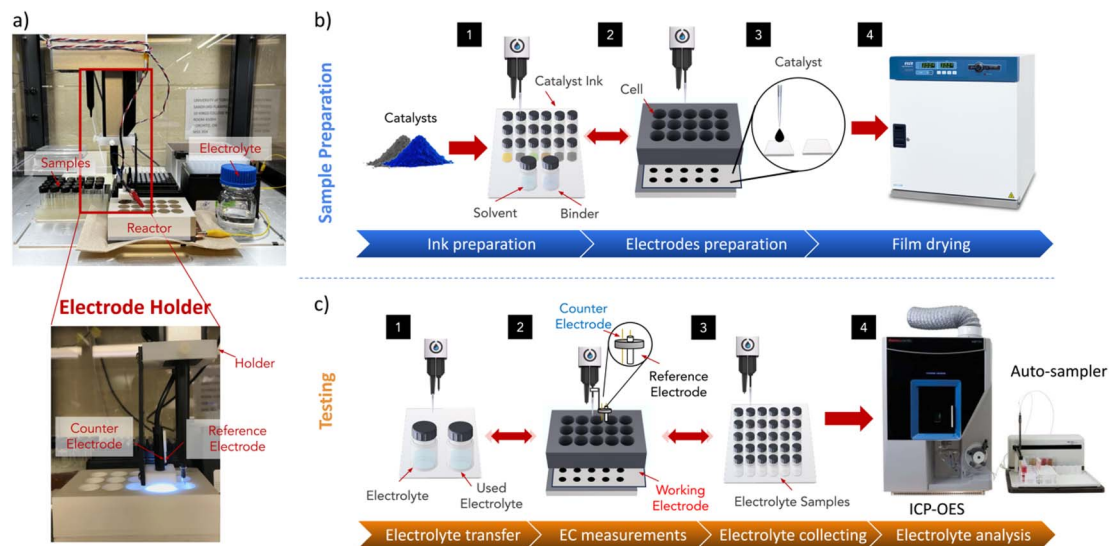 a)
Samples
Electrolyte
Reactor
Electrode Holder
Holder
Counter
Electrode
Reference
Electrode
b)
Sample Preparation
1
2
3
4
Catalyst Ink
Cell
Catalyst
Catalysts
Solvent
Binder
Ink preparation
Electrodes preparation
Film drying
c)
Testing
1
2
3
4
Counter
Electrode
Reference
Electrode
Auto-sampler
Electrolyte
Used
Electrolyte
Working
Electrode
Electrolyte Samples
ICP-OES
Electrolyte transfer
EC measurements
Electrolyte collecting
Electrolyte analysis